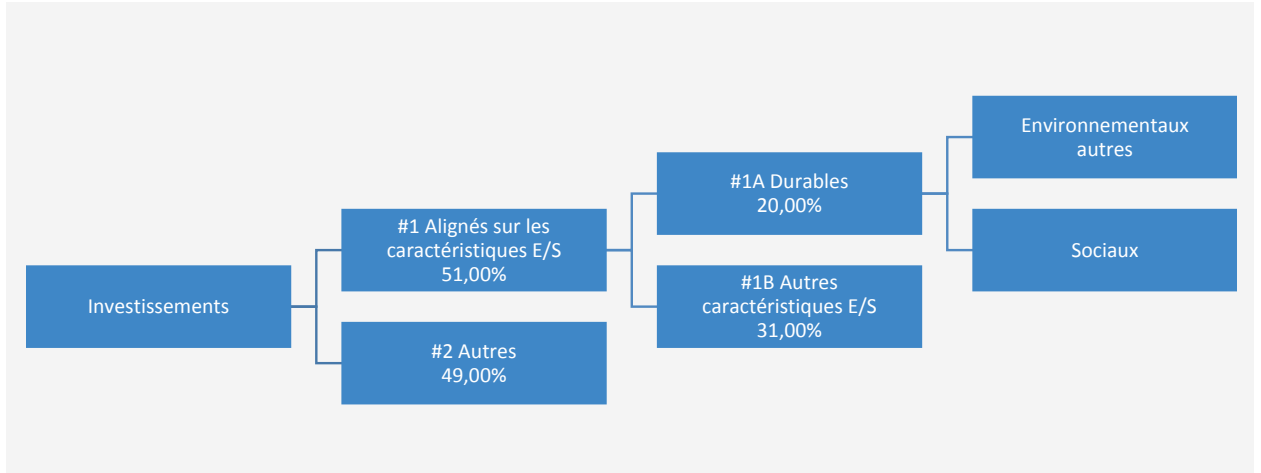 Investissements
#1 Alignés sur les
caractéristiques E/S
51,00%
#2 Autres
49,00%
#1A Durables
20,00%
#1B Autres
caractéristiques E/S
31,00%
Environnementaux
autres
Sociaux